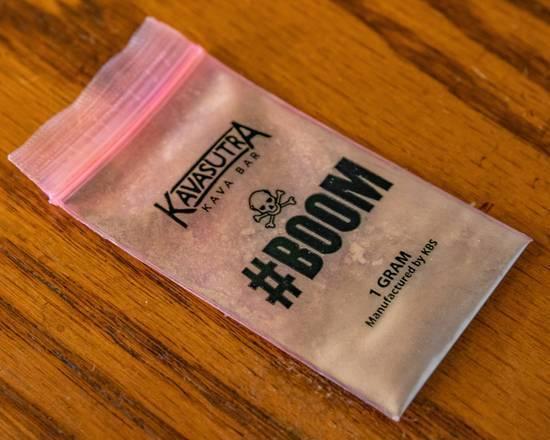 KAVASUTRA
KAVA BAR
#BOOM
1 GRAM
Manufactured by KBS